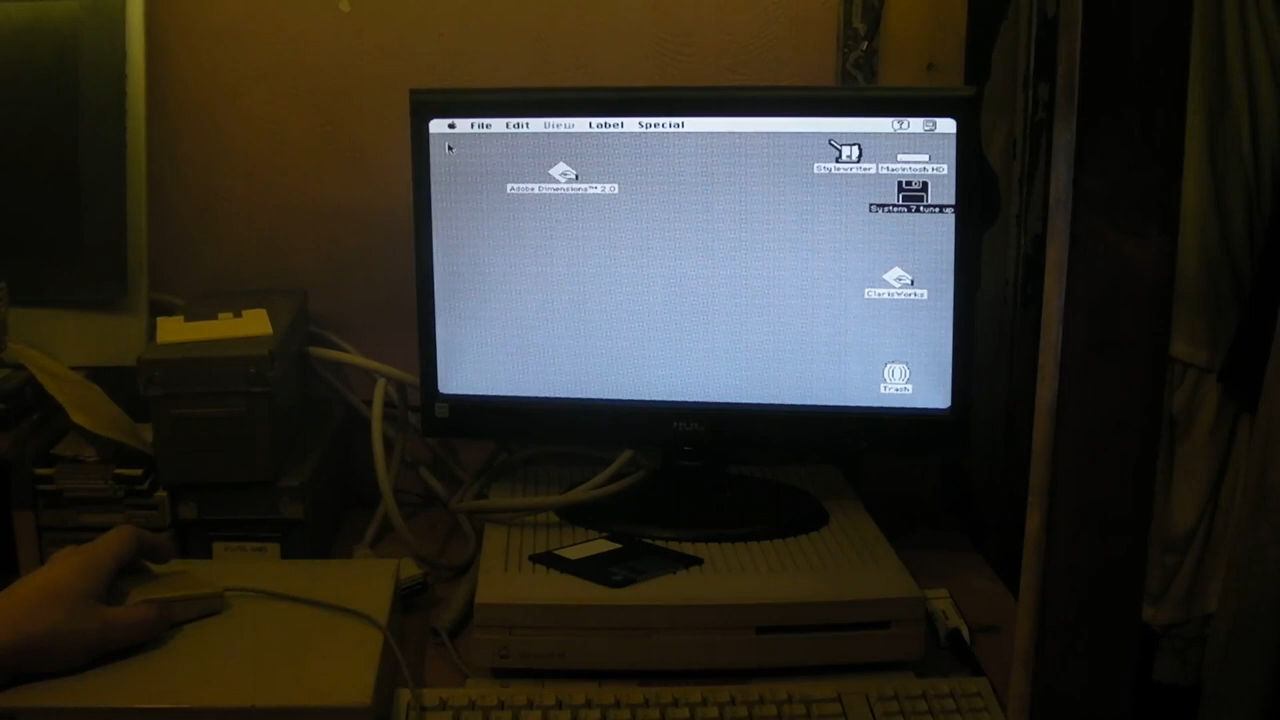 File Edit View Label Special
Stylewriter
Macintosh HD
Adobe Dimensions™ 2.0
System 7 tune up
ClarisWorks
Trash